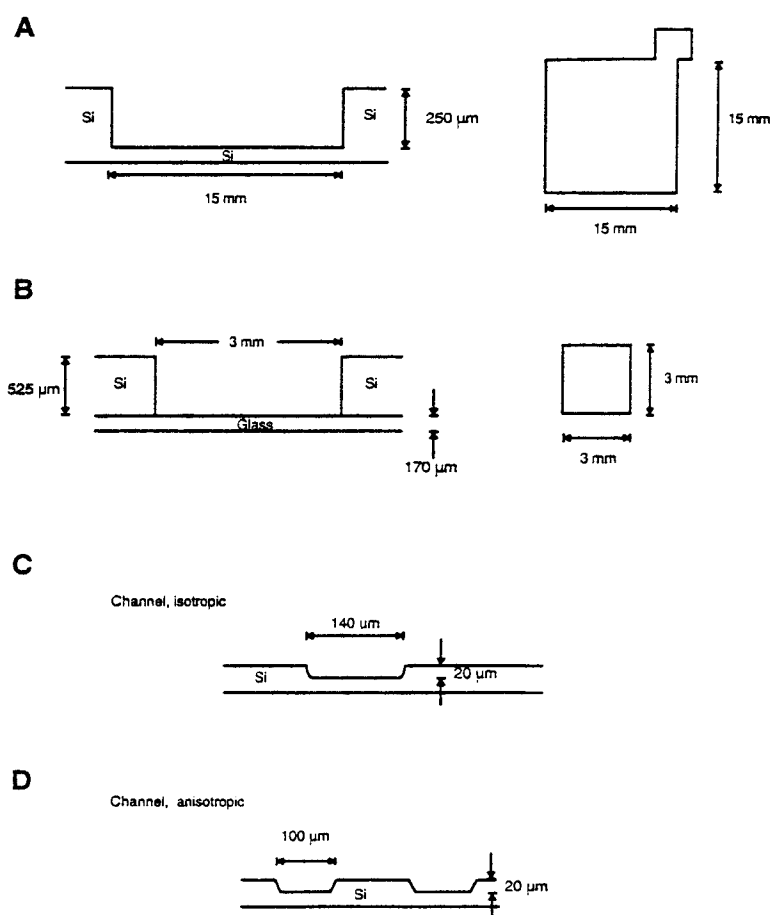 A
Si
Si
250 µm
Si
15 mm
15 mm
15 mm
B
3 mm
525 µm
Si
Si
3 mm
Glass
170 µm
3 mm
C
Channel, isotropic
140 um
Si
20 µm
D
Channel, anisotropic
100 µm
Si
20 µm